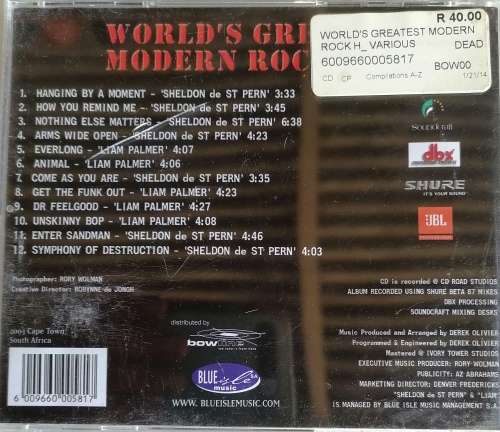 WORLD'S GRE
MODERN ROC
R 40.00
WORLD'S GREATEST MODERN
ROCK H_ VARIOUS DEAD
6009660005817 BOW00
CD CP Compilations A-Z 1/21/14
1. HANGING BY A MOMENT - 'SHELDON de ST PERN' 3:33
2. HOW YOU REMIND ME - 'SHELDON de ST PERN' 3:45
3. NOTHING ELSE MATTERS - 'SHELDON de ST PERN' 6:38
4. ARMS WIDE OPEN - 'SHELDON de ST PERN' 4:23
5. EVERLONG - 'LIAM PALMER' 4:07
6. ANIMAL - 'LIAM PALMER' 4:06
7. COME AS YOU ARE - 'SHELDON de ST PERN' 3:35
8. GET THE FUNK OUT - 'LIAM PALMER' 4:23
9. DR FEELGOOD - 'LIAM PALMER' 4:27
10. UNSKINNY BOP - 'LIAM PALMER' 4:08
11. ENTER SANDMAN - 'SHELDON de ST PERN' 4:46
12. SYMPHONY OF DESTRUCTION - 'SHELDON de ST PERN' 4:03
Soundcraft
dbx
SHURE
IT'S YOUR SOUND
JBL
Photographer: RORY WOLMAN
Creative Director: ROBYNNE de JONGH
2003 Cape Town
South Africa
6 009660 005817
distributed by
bowline
BLUE isle SA
music
WWW.BLUEISLEMUSIC.COM
CD is recorded @ CD ROAD STUDIOS
ALBUM RECORDED USING SHURE BETA 87 MIKES
DBX PROCESSING
SOUNDCRAFT MIXING DESKS
Music Produced and Arranged by DEREK OLIVIER
Programmed & Engineered by DEREK OLIVIER
Mastered @ IVORY TOWER STUDIOS
EXECUTIVE MUSIC PRODUCER: RORY WOLMAN
PUBLICITY: AZ ABRAHAMS
MARKETING DIRECTOR: DENVER FREDERICKS
"SHELDON de ST PERN" & "LIAM
IS MANAGED BY BLUE ISLE MUSIC MANAGEMENT S.A.